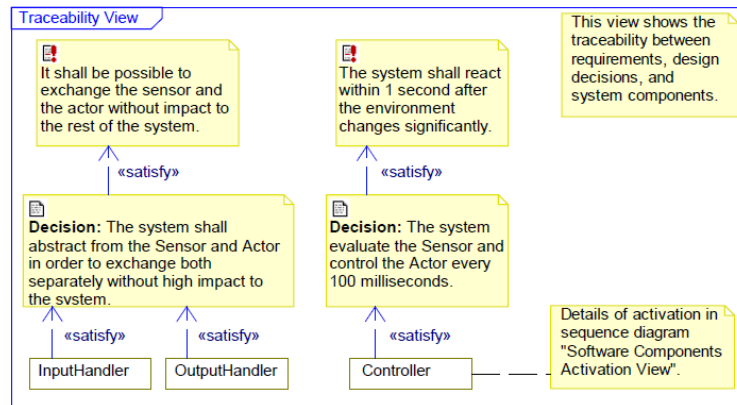 Traceability View
It shall be possible to
exchange the sensor and
the actor without impact to
the rest of the system.
The system shall react
within 1 second after
the environment
changes significantly.
This view shows the
traceability between
requirements, design
decisions, and
system components.
«satisfy»
«satisfy»
Decision: The system shall
abstract from the Sensor and Actor
in order to exchange both
separately without high impact to
the system.
Decision: The system
evaluate the Sensor and
control the Actor every
100 milliseconds.
«satisfy»
«satisfy»
«satisfy»
Details of activation in
sequence diagram
"Software Components
Activation View".
InputHandler
OutputHandler
Controller